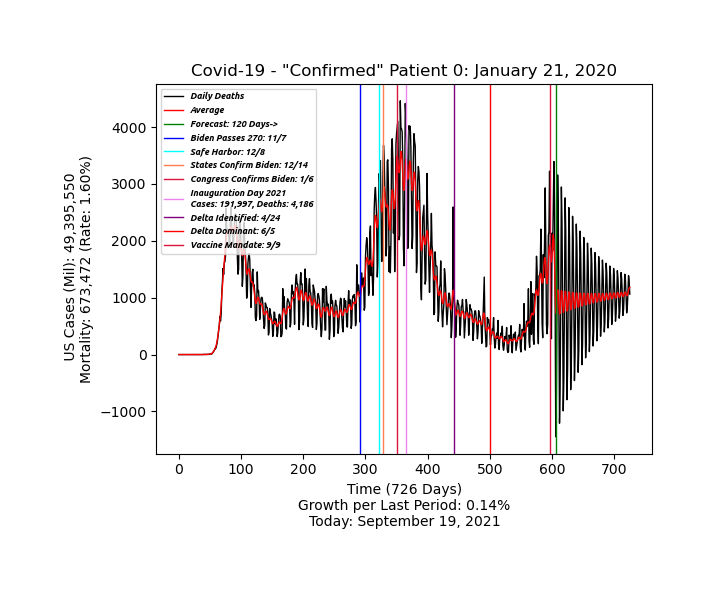 Covid-19 - "Confirmed" Patient 0: January 21, 2020
Daily Deaths
Average
Forecast: 120 Days->
Biden Passes 270: 11/7
Safe Harbor: 12/8
States Confirm Biden: 12/14
Congress Confirms Biden: 1/6
Inauguration Day 2021
Cases: 191,997, Deaths: 4,186
Delta Identified: 4/24
Delta Dominant: 6/5
Vaccine Mandate: 9/9
US Cases (Mil): 49,395,550
Mortality: 673,472 (Rate: 1.60%)
4000
3000
2000
1000
0
−1000
0 100 200 300 400 500 600 700
Time (726 Days)
Growth per Last Period: 0.14%
Today: September 19, 2021